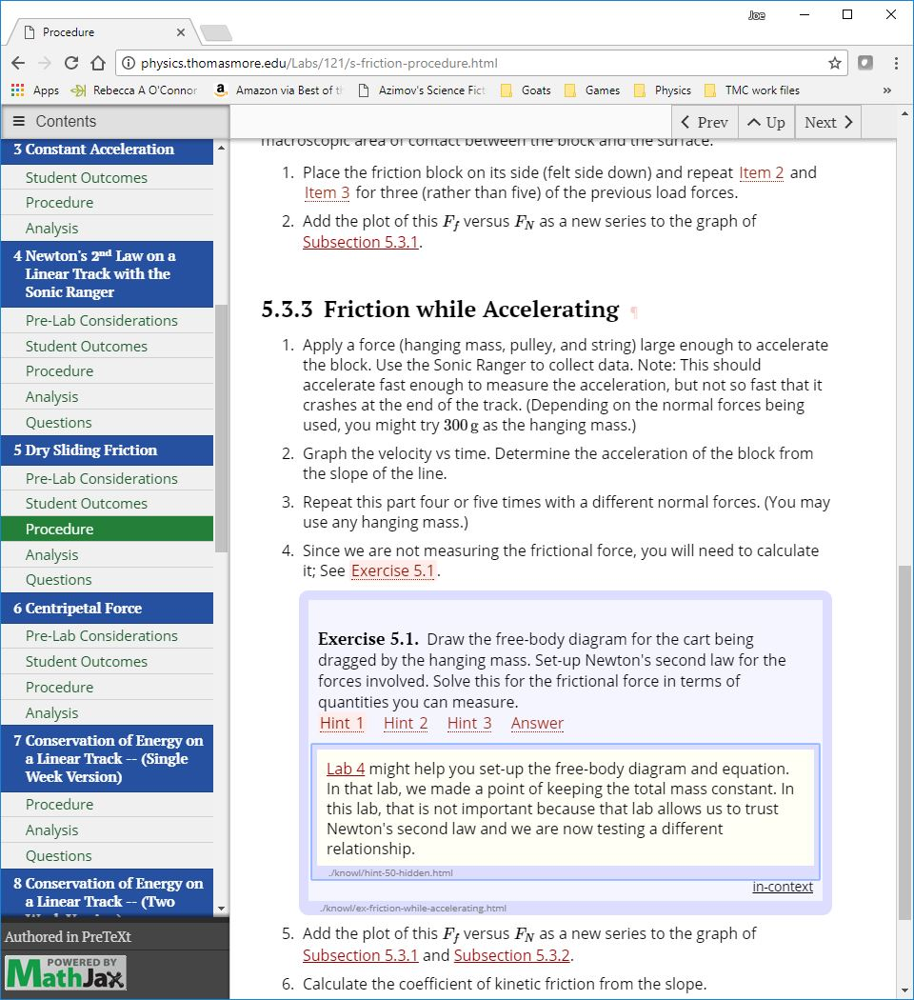 Joe
Procedure
physics.thomasmore.edu/Labs/121/s-friction-procedure.html
Apps Rebecca A O'Connor Amazon via Best of t Azimov's Science Fict Goats Games Physics TMC work files »
Contents
Prev Up Next
3 Constant Acceleration
Student Outcomes
Procedure
Analysis
4 Newton's 2nd Law on a
Linear Track with the
Sonic Ranger
Pre-Lab Considerations
Student Outcomes
Procedure
Analysis
Questions
5 Dry Sliding Friction
Pre-Lab Considerations
Student Outcomes
Procedure
Analysis
Questions
6 Centripetal Force
Pre-Lab Considerations
Student Outcomes
Procedure
Analysis
7 Conservation of Energy on
a Linear Track -- (Single
Week Version)
Procedure
Analysis
Questions
8 Conservation of Energy on
a Linear Track -- (Two
Authored in PreTeXt
POWERED BY
MathJax
macroscopic area of contact between the block and the surface.
1. Place the friction block on its side (felt side down) and repeat Item 2 and
Item 3 for three (rather than five) of the previous load forces.
2. Add the plot of this Ff versus FN as a new series to the graph of
Subsection 5.3.1.
5.3.3 Friction while Accelerating ¶
1. Apply a force (hanging mass, pulley, and string) large enough to accelerate
the block. Use the Sonic Ranger to collect data. Note: This should
accelerate fast enough to measure the acceleration, but not so fast that it
crashes at the end of the track. (Depending on the normal forces being
used, you might try 300 g as the hanging mass.)
2. Graph the velocity vs time. Determine the acceleration of the block from
the slope of the line.
3. Repeat this part four or five times with a different normal forces. (You may
use any hanging mass.)
4. Since we are not measuring the frictional force, you will need to calculate
it; See Exercise 5.1.
Exercise 5.1. Draw the free-body diagram for the cart being
dragged by the hanging mass. Set-up Newton's second law for the
forces involved. Solve this for the frictional force in terms of
quantities you can measure.
Hint 1 Hint 2 Hint 3 Answer
Lab 4 might help you set-up the free-body diagram and equation.
In that lab, we made a point of keeping the total mass constant. In
this lab, that is not important because that lab allows us to trust
Newton's second law and we are now testing a different
relationship.
./knowl/hint-50-hidden.html
in-context
./knowl/ex-friction-while-accelerating.html
5. Add the plot of this Ff versus FN as a new series to the graph of
Subsection 5.3.1 and Subsection 5.3.2.
6. Calculate the coefficient of kinetic friction from the slope.